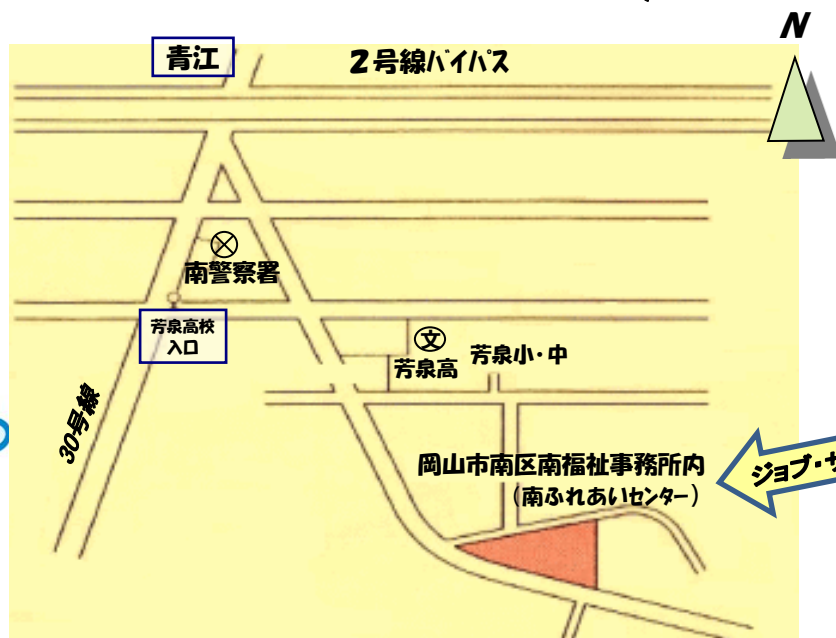 N
青江
2号線バイパス
南警察署
芳泉高校
入口
文
芳泉高
芳泉小・中
30号線
岡山市南区南福祉事務所内
(南ふれあいセンター)
ジョブ・サ